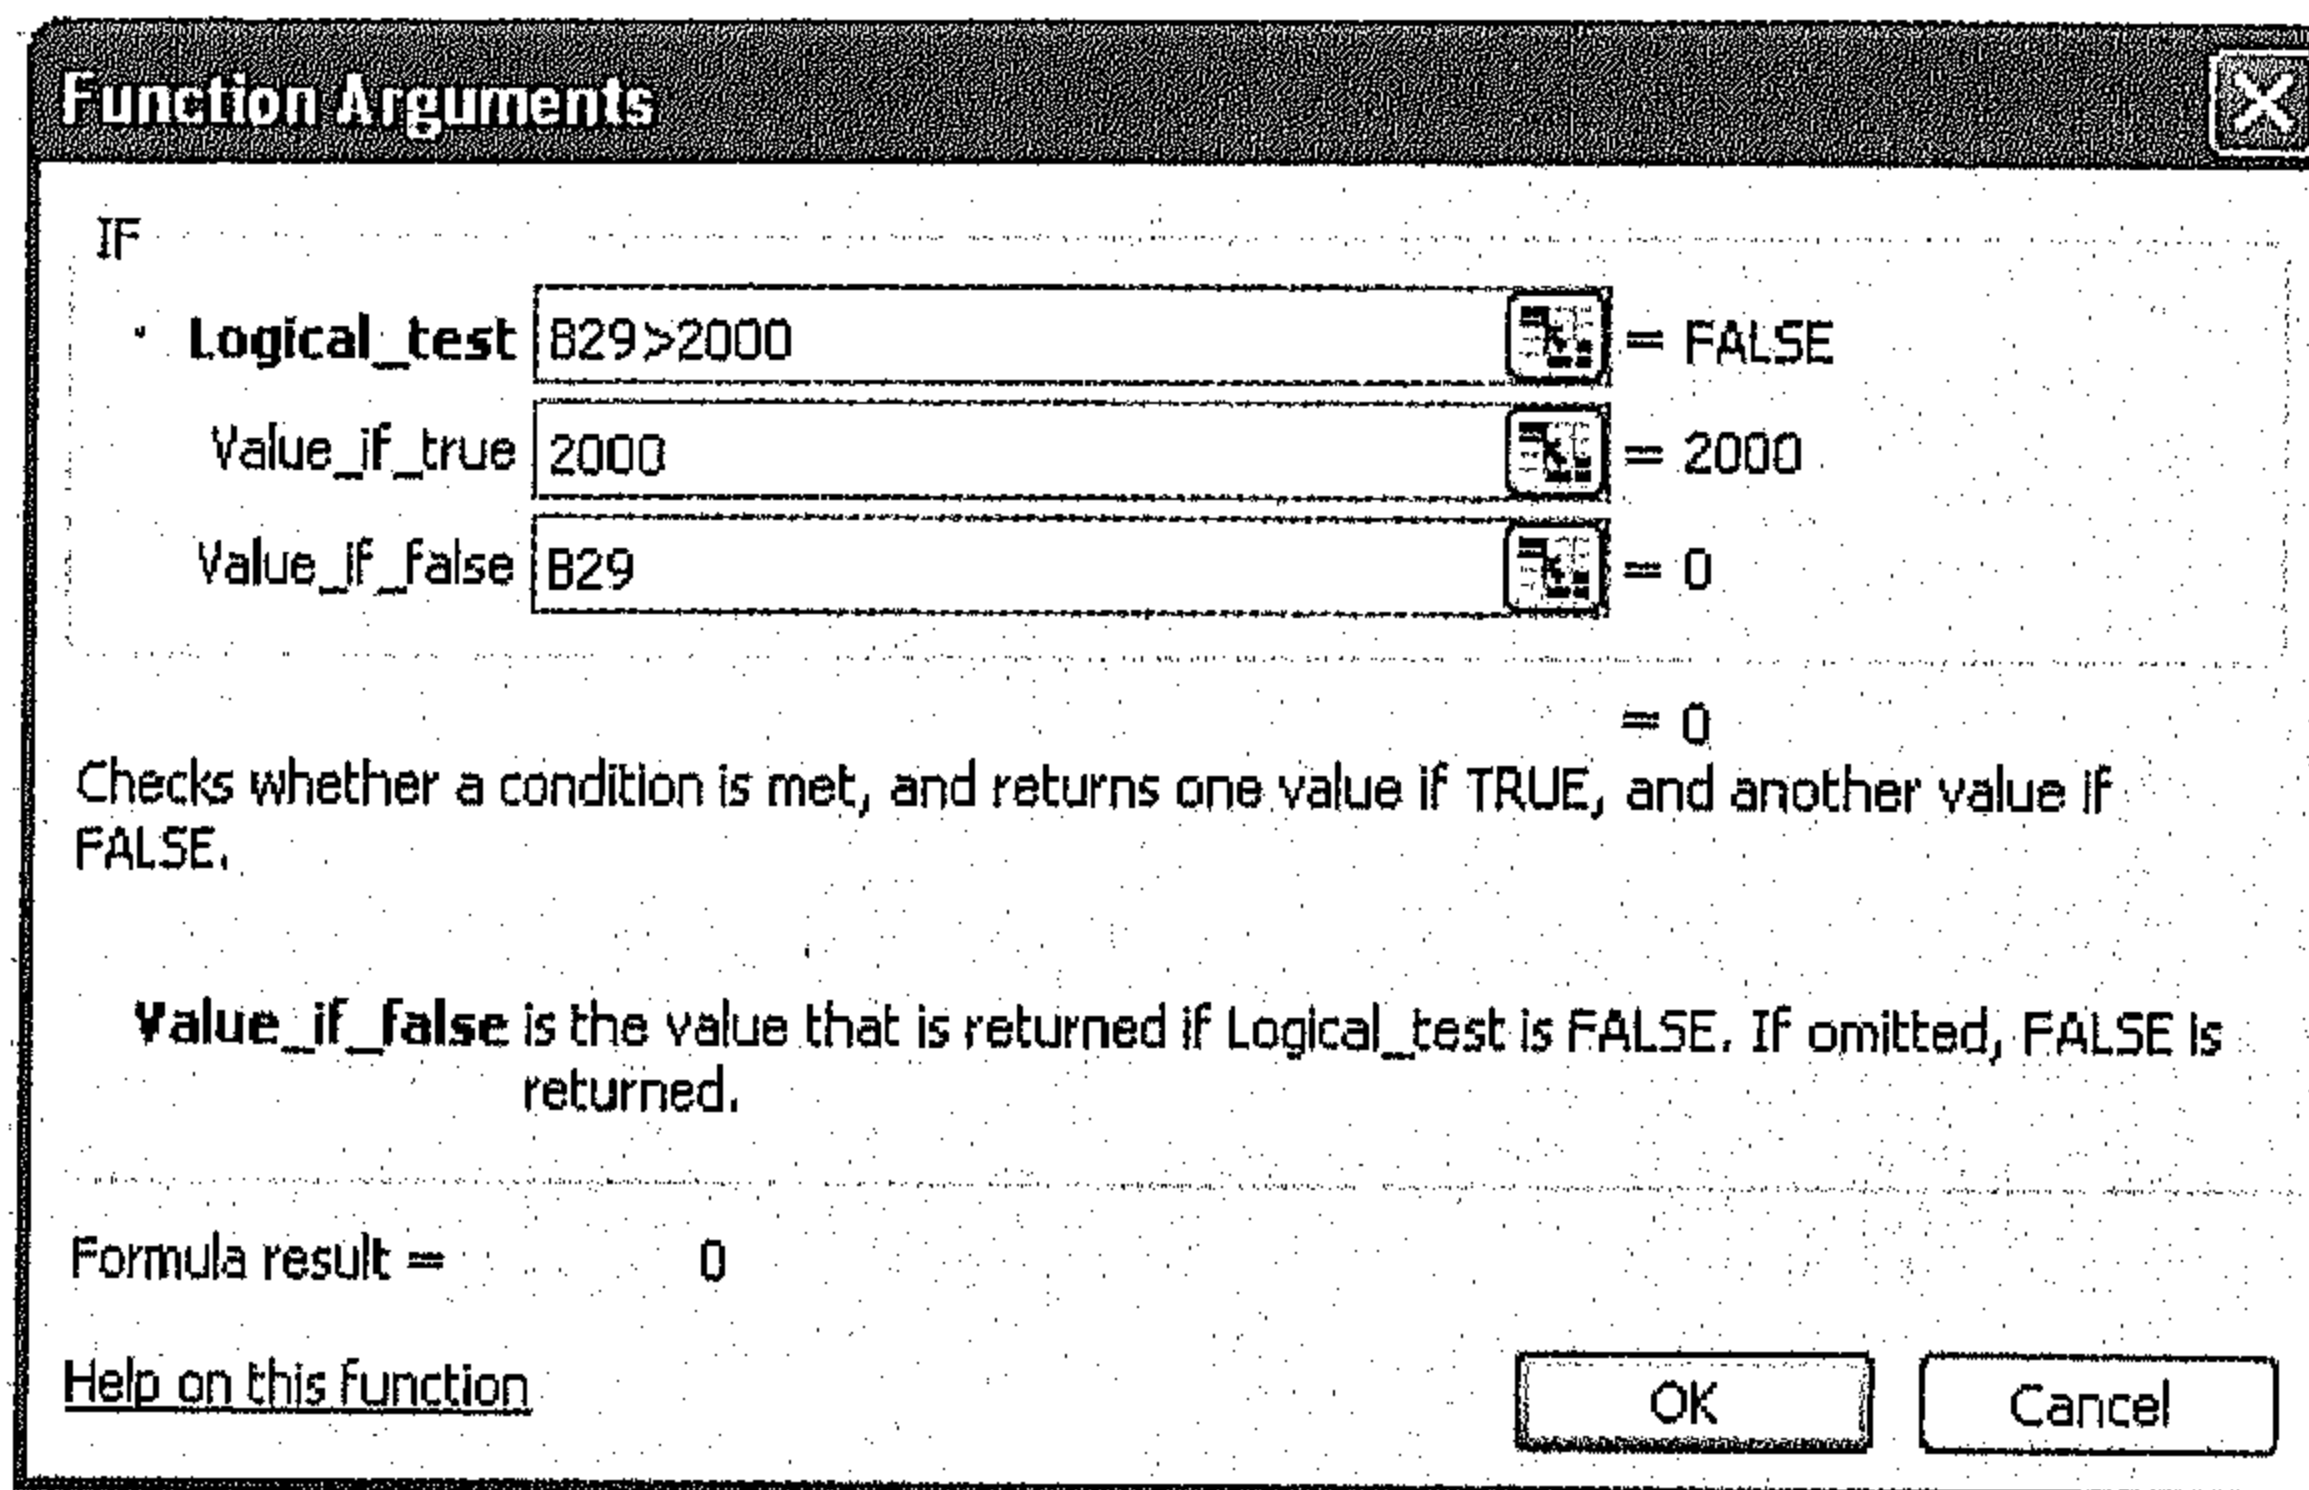 Function Arguments
IF
Logical_test B29>2000 = FALSE
Value_if_true 2000 = 2000
Value_if_false B29 = 0
= 0
Checks whether a condition is met, and returns one value if TRUE, and another value if
FALSE.
Value_if_false is the value that is returned if Logical_test is FALSE. If omitted, FALSE is
returned.
Formula result = 0
Help on this function OK Cancel